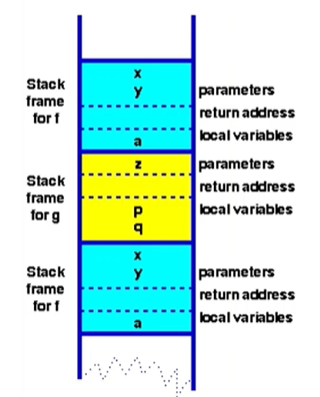 x
Stack
frame
for f
y parameters
return address
a local variables
z parameters
Stack
frame
for g
return address
p local variables
q
x
Stack
frame
for f
y parameters
return address
a local variables